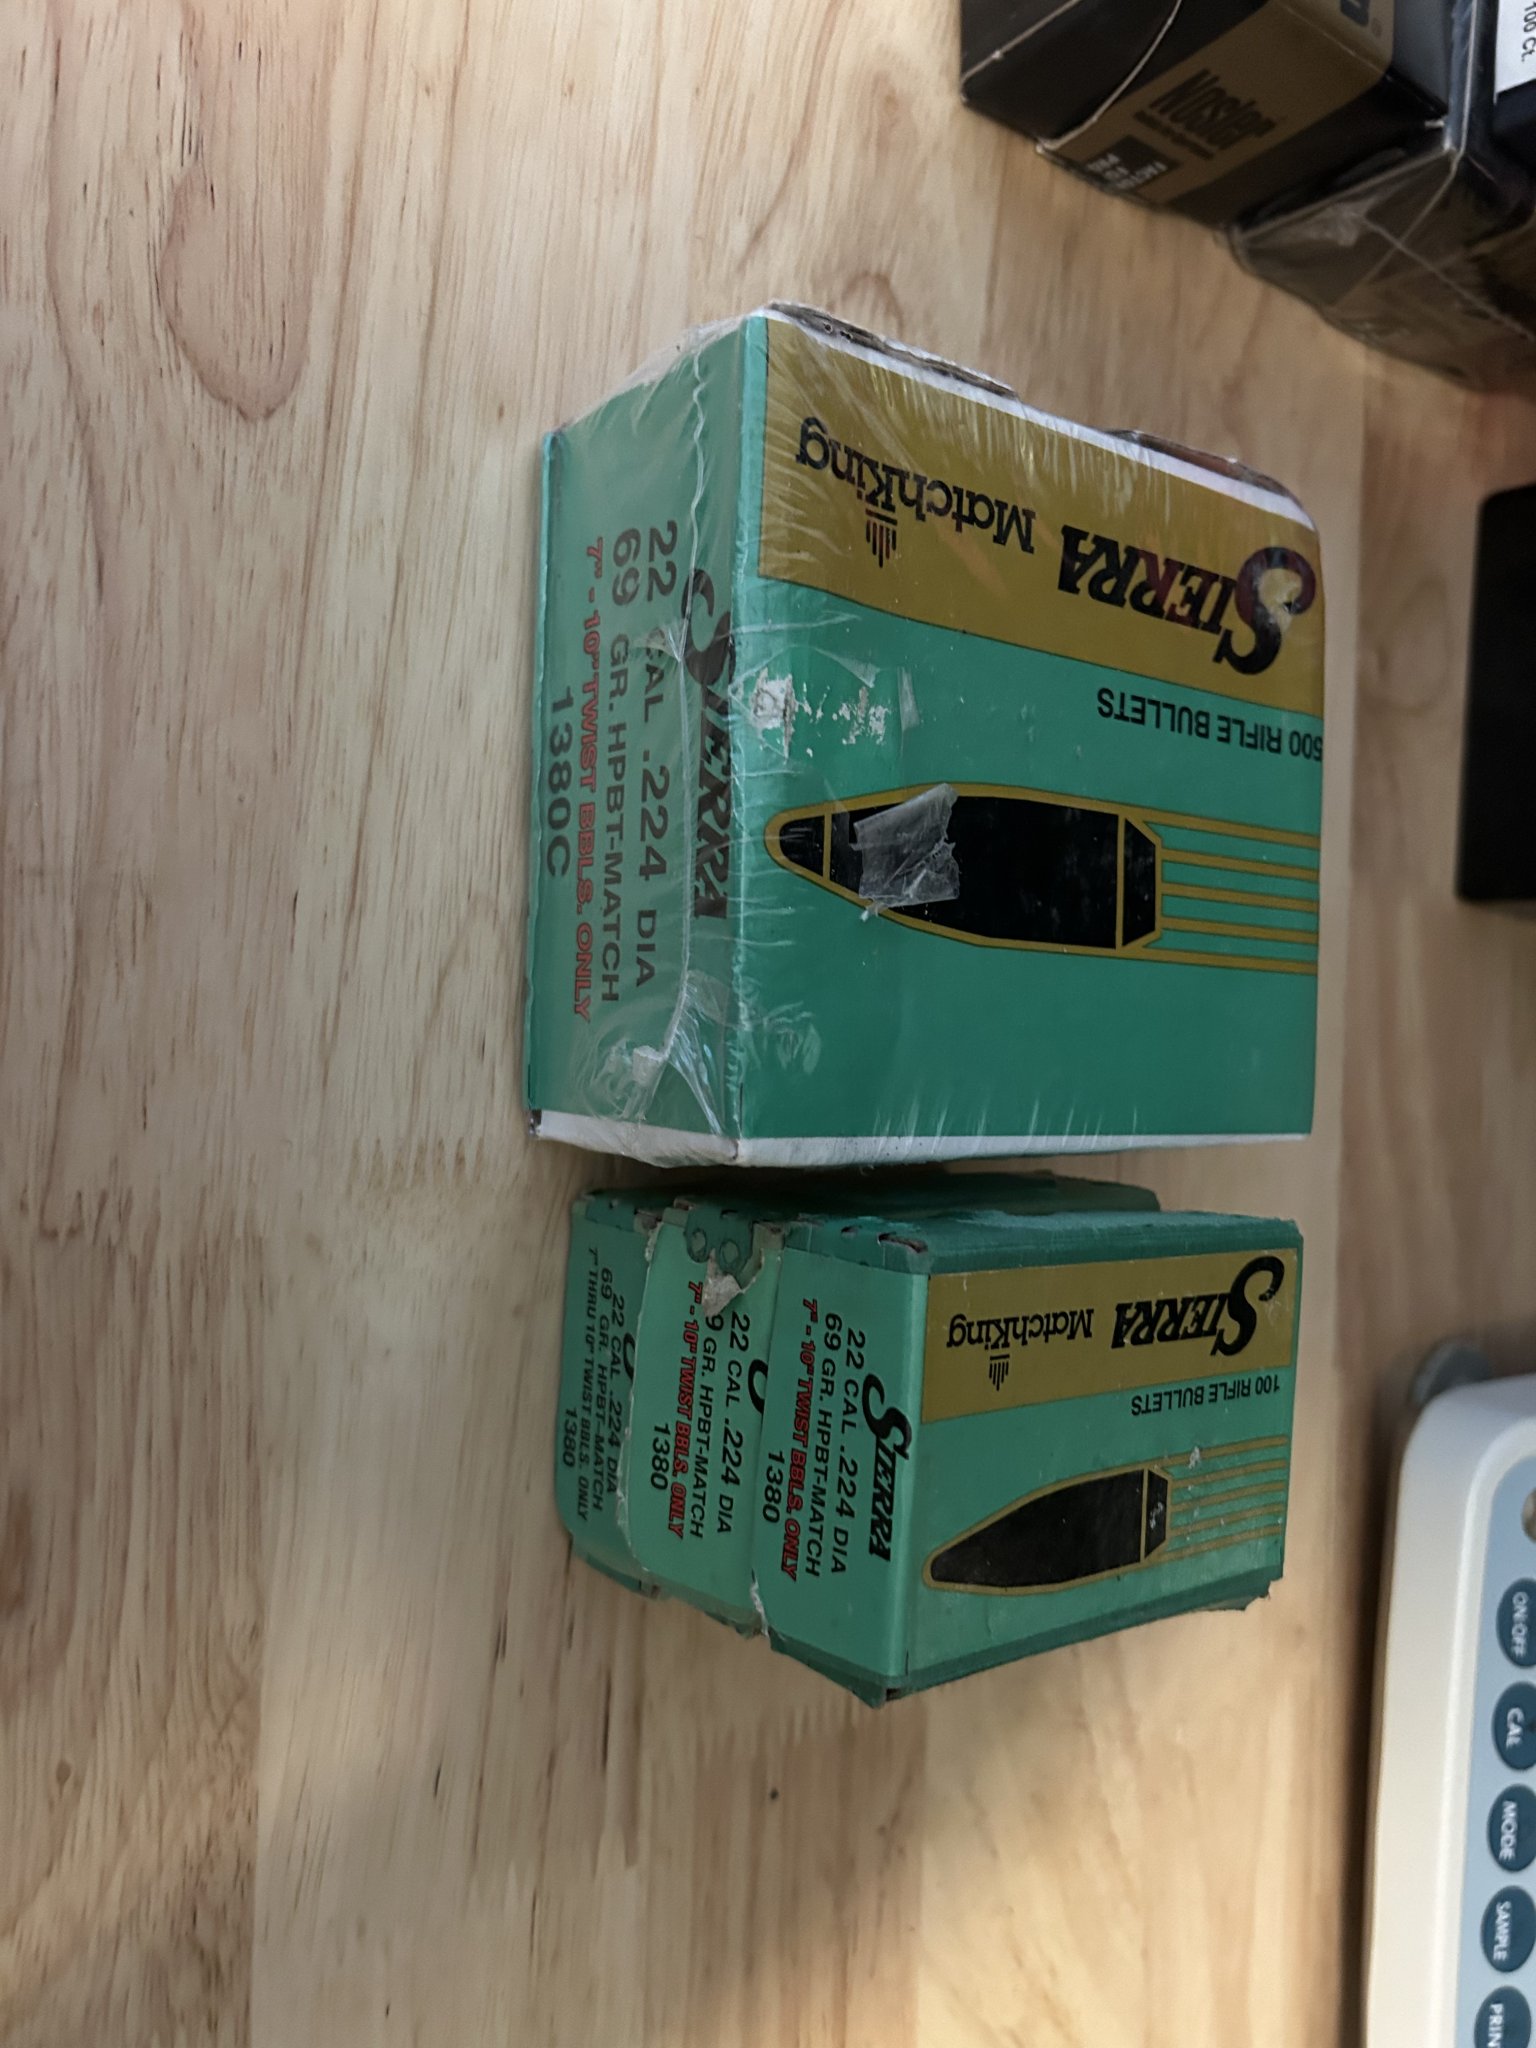 SIERRA
22 CAL .224 DIA
69 GR. HPBT-MATCH
7" - 10" TWIST BBLS. ONLY
1380C
SIERRA
MatchKing
500 RIFLE BULLETS
22 CAL .224 DIA
69 GR. HPBT-MATCH
7" THRU 10" TWIST BBLS. ONLY
1380
22 CAL .224 DIA
9 GR. HPBT-MATCH
7" - 10" TWIST BBLS. ONLY
1380
SIERRA
22 CAL .224 DIA
69 GR. HPBT-MATCH
7" - 10" TWIST BBLS. ONLY
1380
SIERRA
MatchKing
100 RIFLE BULLETS
100 Ct.
ON/OFF
CAL
MODE
SAMPLE
PRIN